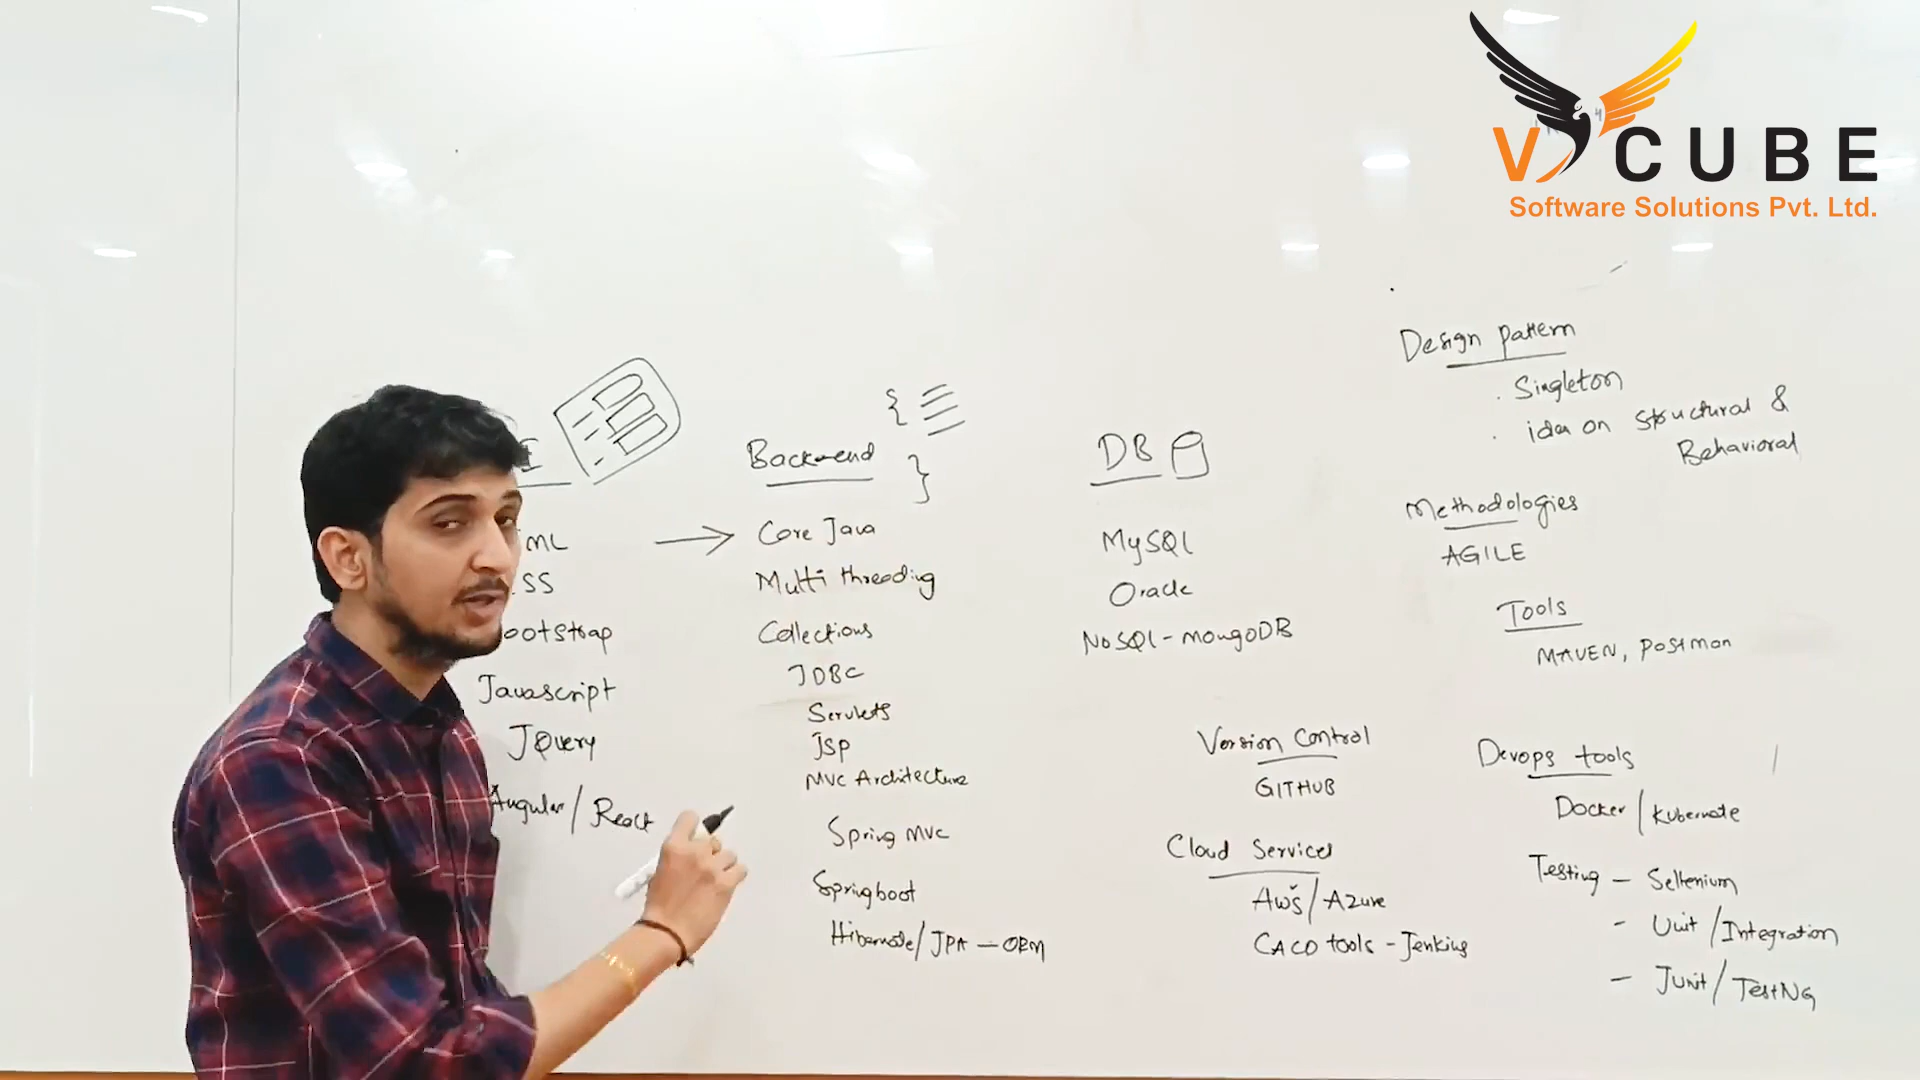 V CUBE
Software Solutions Pvt. Ltd.
I
ML
SS
ootstrap
Javascript
JQuery
Angular / React
Back-end
Core Java
Multi threading
Collections
JDBC
Servlets
JSP
MVC Architecture
Spring MVC
Springboot
Hibernate / JPA - ORM
DB
MySQL
Oracle
NoSQL - MongoDB
Version Control
GITHUB
Cloud Services
AWS / Azure
CACD tools - Jenkins
Design pattern
. Singleton
. idea on Structural &
Behavioral
Methodologies
AGILE
Tools
MAVEN, Postman
Devops tools
Docker / Kubernate
Testing - Seltenium
- Unit / Integration
- Junit / TestNG